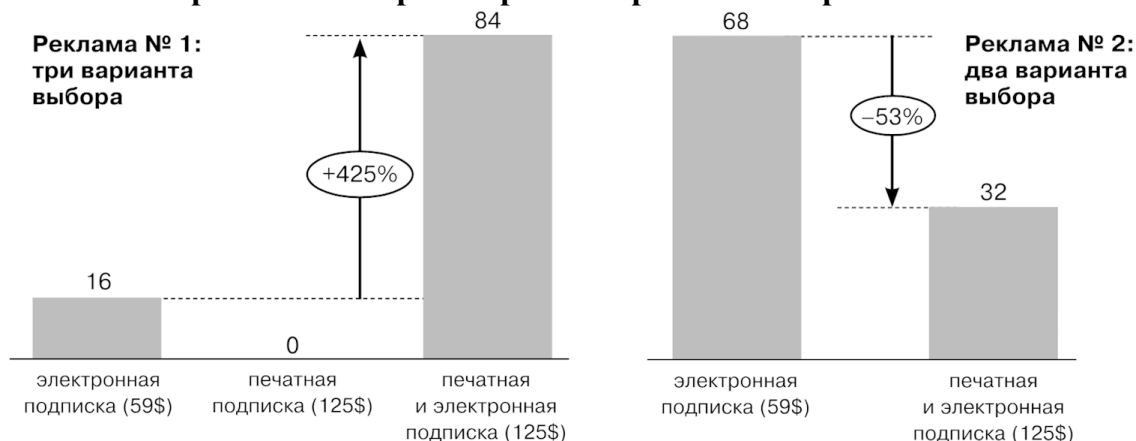 84
Реклама № 1:
три варианта
выбора
+425%
16
0
электронная
подписка (59$)
печатная
подписка (125$)
печатная
и электронная
подписка (125$)
68
Реклама № 2:
два варианта
выбора
–53%
32
электронная
подписка (59$)
печатная
и электронная
подписка (125$)